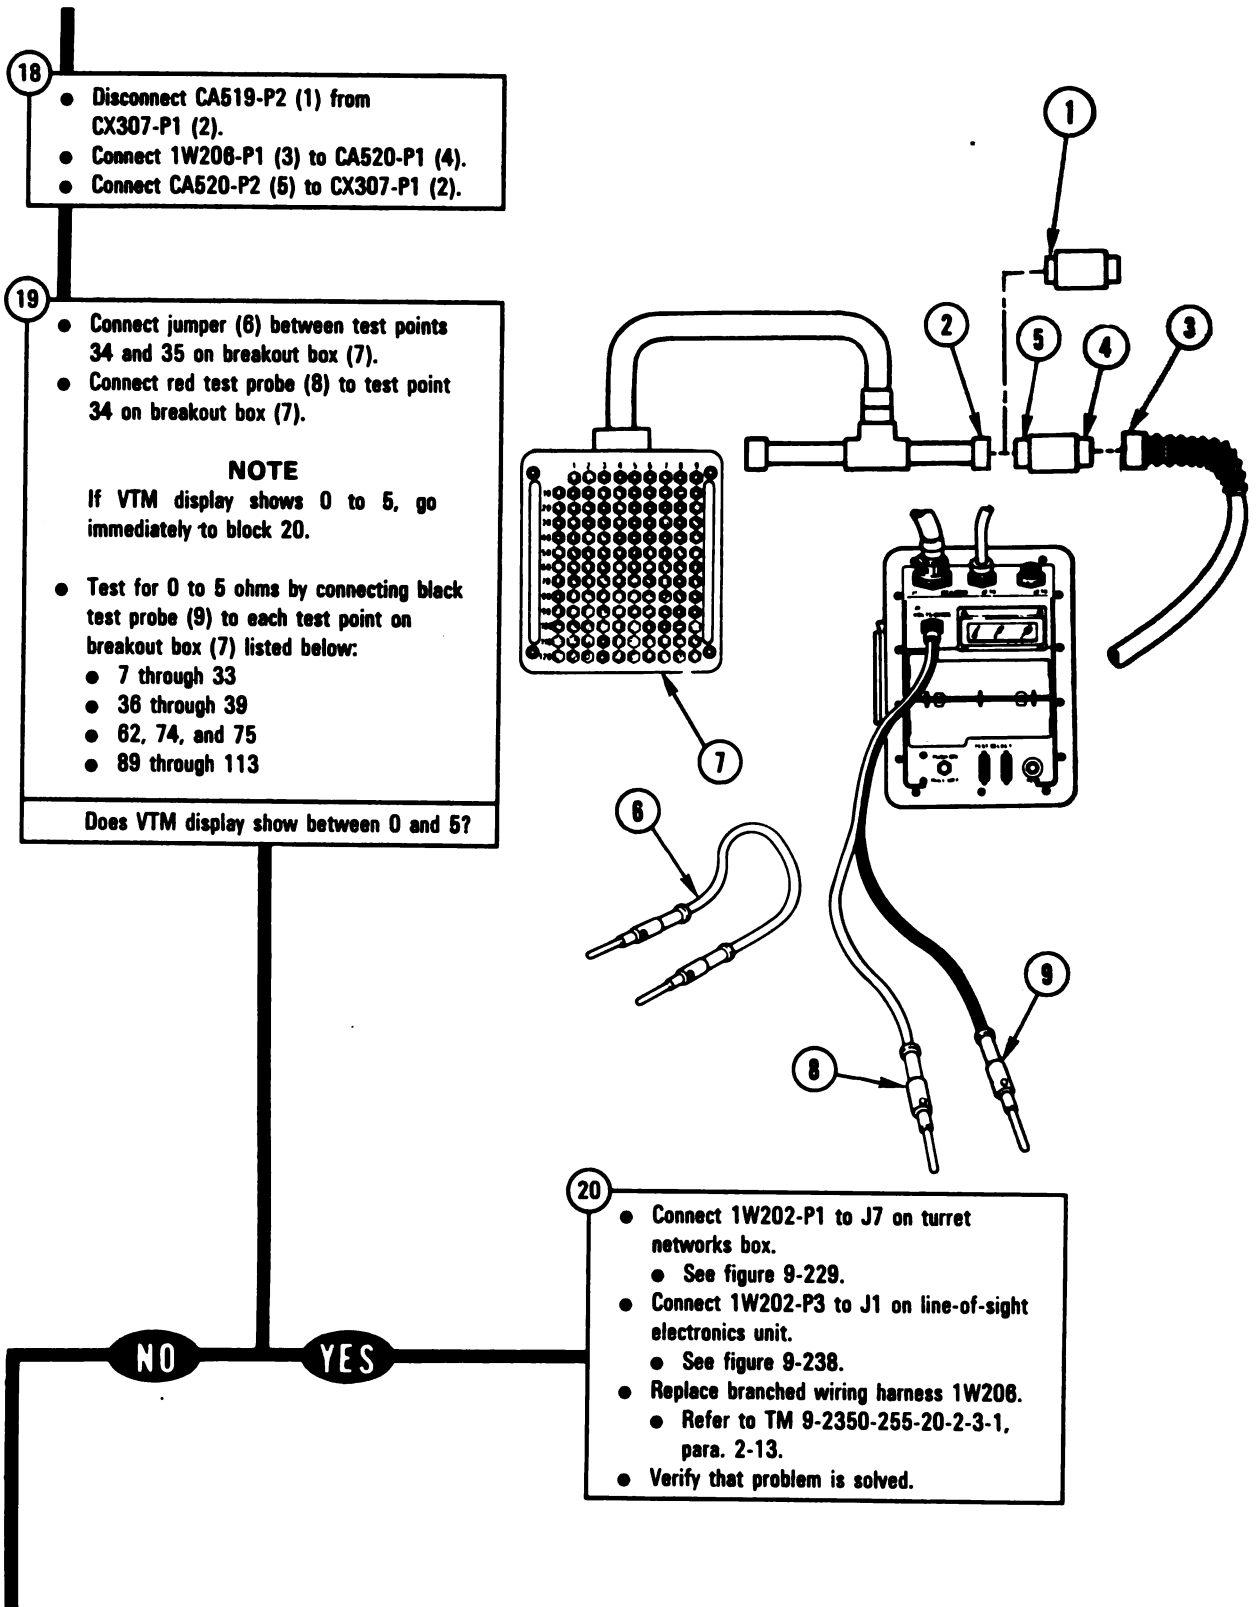 18
● Disconnect CA519-P2 (1) from
CX307-P1 (2).
● Connect 1W206-P1 (3) to CA520-P1 (4).
● Connect CA520-P2 (5) to CX307-P1 (2).
19
● Connect jumper (6) between test points
34 and 35 on breakout box (7).
● Connect red test probe (8) to test point
34 on breakout box (7).
NOTE
If VTM display shows 0 to 5, go
immediately to block 20.
● Test for 0 to 5 ohms by connecting black
test probe (9) to each test point on
breakout box (7) listed below:
● 7 through 33
● 36 through 39
● 62, 74, and 75
● 89 through 113
Does VTM display show between 0 and 5?
1
2
5
4
3
1 2 3 4 5 6 7 8 9
7
6
8
9
NO
YES
20
● Connect 1W202-P1 to J7 on turret
networks box.
● See figure 9-229.
● Connect 1W202-P3 to J1 on line-of-sight
electronics unit.
● See figure 9-238.
● Replace branched wiring harness 1W206.
● Refer to TM 9-2350-255-20-2-3-1,
para. 2-13.
● Verify that problem is solved.